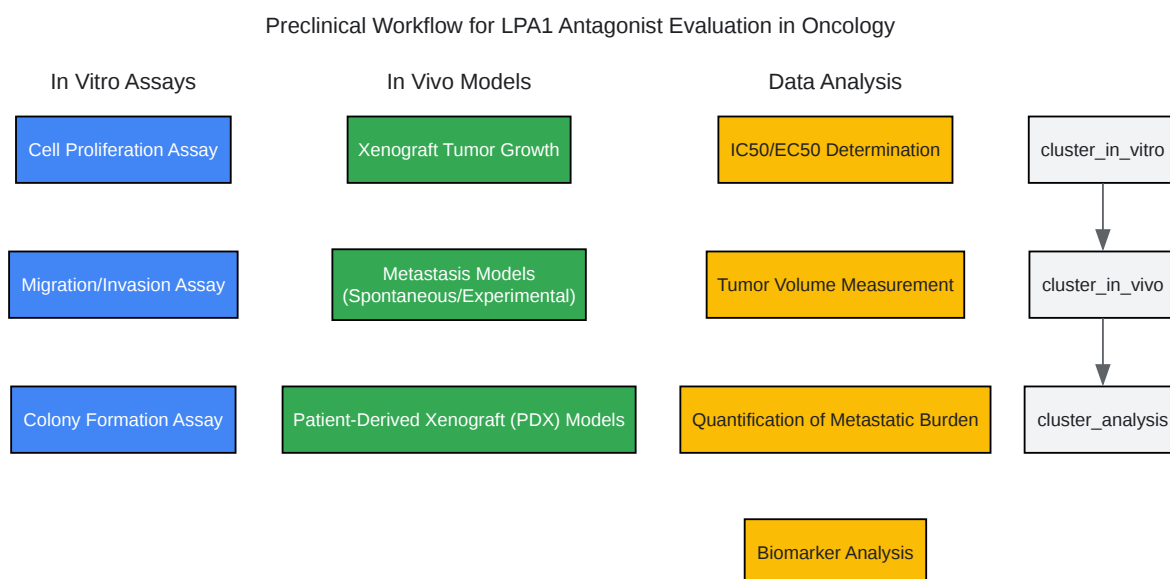 Preclinical Workflow for LPA1 Antagonist Evaluation in Oncology
In Vitro Assays
Cell Proliferation Assay
Migration/Invasion Assay
Colony Formation Assay
In Vivo Models
Xenograft Tumor Growth
Metastasis Models
(Spontaneous/Experimental)
Patient-Derived Xenograft (PDX) Models
Data Analysis
IC50/EC50 Determination
Tumor Volume Measurement
Quantification of Metastatic Burden
Biomarker Analysis
cluster_in_vitro
cluster_in_vivo
cluster_analysis